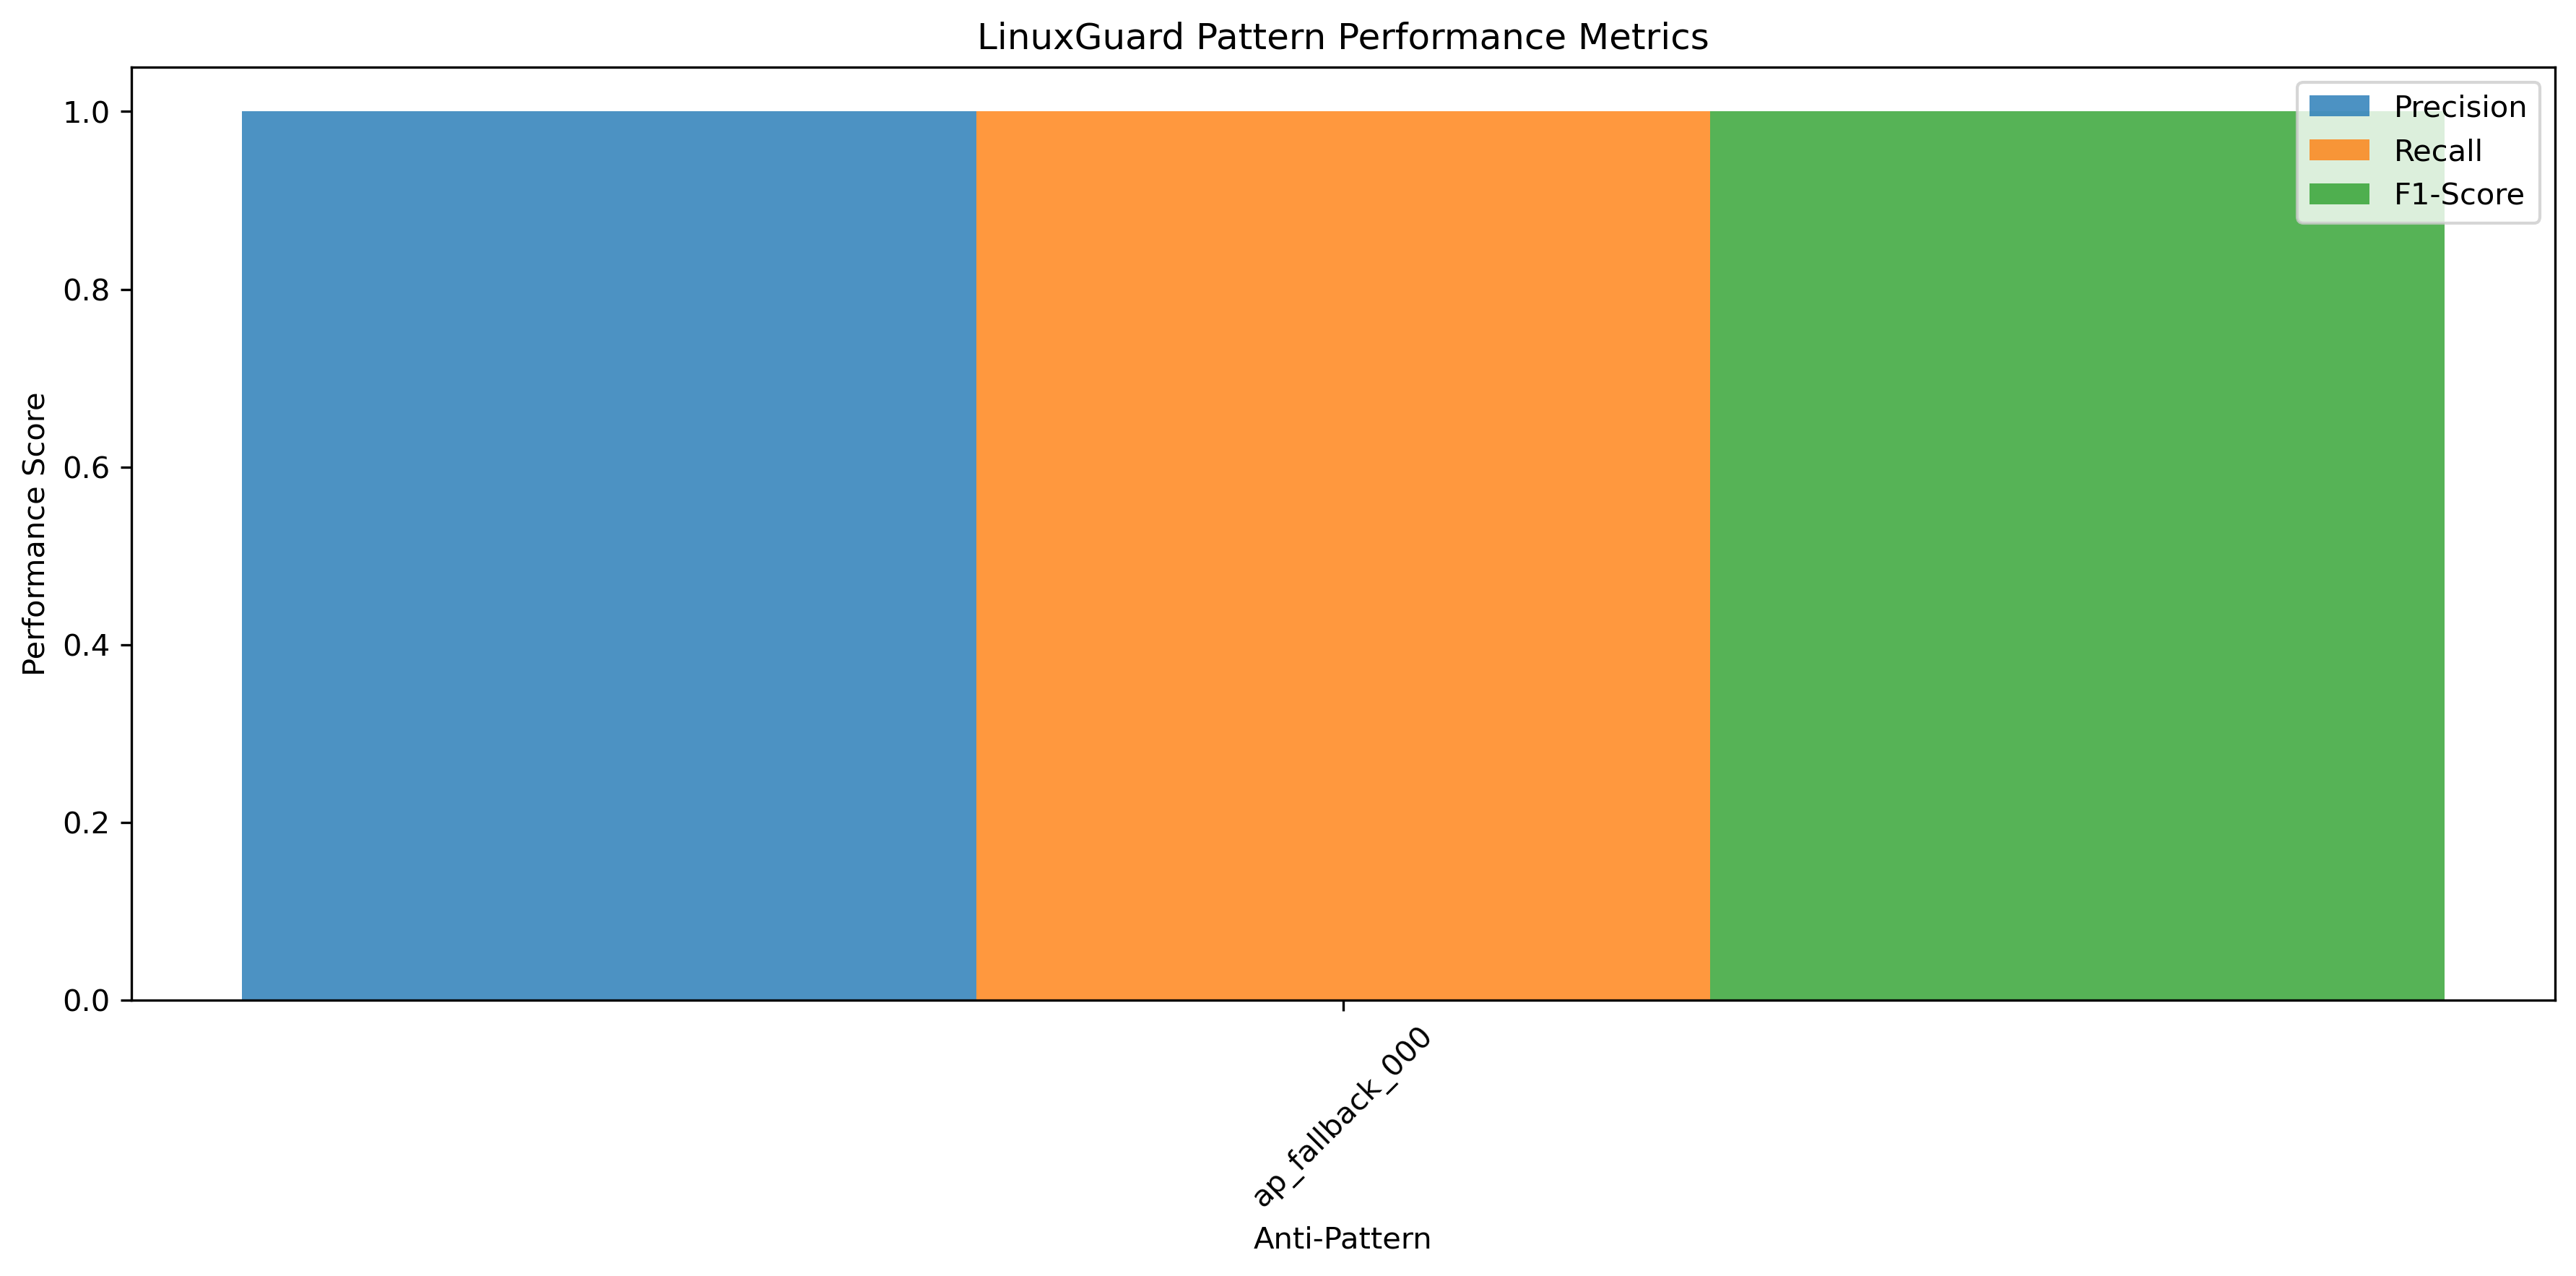 LinuxGuard Pattern Performance Metrics
Precision
Recall
F1-Score
Performance Score
1.0
0.8
0.6
0.4
0.2
0.0
ap_fallback_000
Anti-Pattern